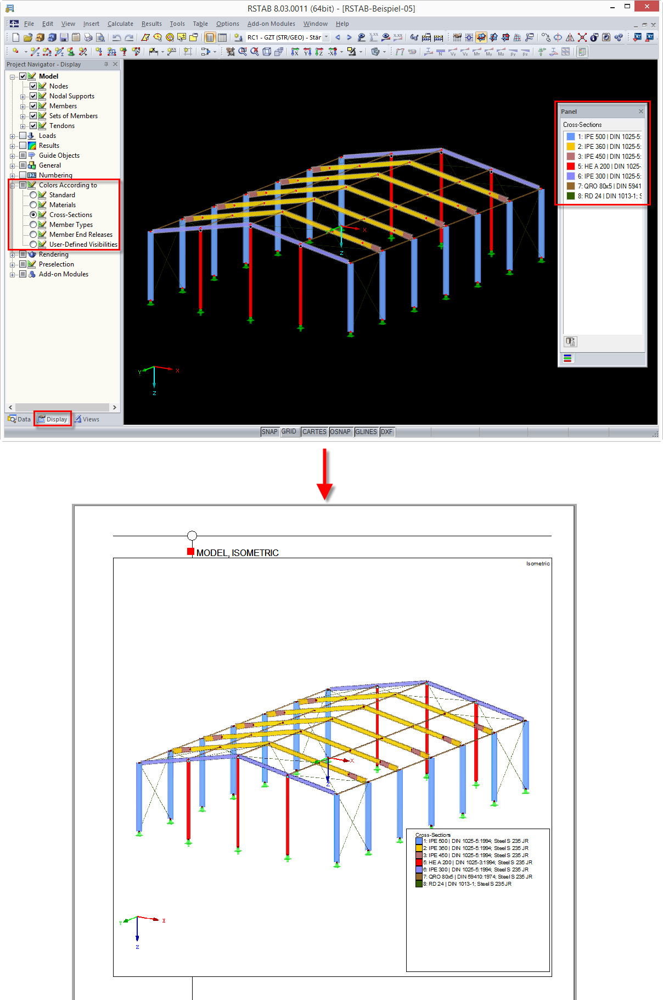 RSTAB 8.03.0011 (64bit) - [RSTAB-Beispiel-05]
File Edit View Insert Calculate Results Tools Table Options Add-on Modules Window Help
RC1 - GZT (STR/GEO) - Stär
Project Navigator - Display
Model
Nodes
Nodal Supports
Members
Sets of Members
Tendons
Loads
Results
Guide Objects
General
Numbering
Colors According to
Standard
Materials
Cross-Sections
Member Types
Member End Releases
User-Defined Visibilities
Rendering
Preselection
Add-on Modules
Data Display Views
Panel
Cross-Sections
1: IPE 500 | DIN 1025-5:
2: IPE 360 | DIN 1025-5:
3: IPE 450 | DIN 1025-5:
5: HE A 200 | DIN 1025-
6: IPE 300 | DIN 1025-5:
7: QRO 80x5 | DIN 5941
8: RD 24 | DIN 1013-1; S
X
Z
Y
X
Z
SNAP GRID CARTES OSNAP GLINES DXF
MODEL, ISOMETRIC
Isometric
X
Z
Cross-Sections
1: IPE 500 | DIN 1025-5:1994; Steel S 235 JR
2: IPE 360 | DIN 1025-5:1994; Steel S 235 JR
3: IPE 450 | DIN 1025-5:1994; Steel S 235 JR
5: HE A 200 | DIN 1025-3:1994; Steel S 235 JR
6: IPE 300 | DIN 1025-5:1994; Steel S 235 JR
7: QRO 80x5 | DIN 59410:1974; Steel S 235 JR
8: RD 24 | DIN 1013-1; Steel S 235 JR
Y
X
Z